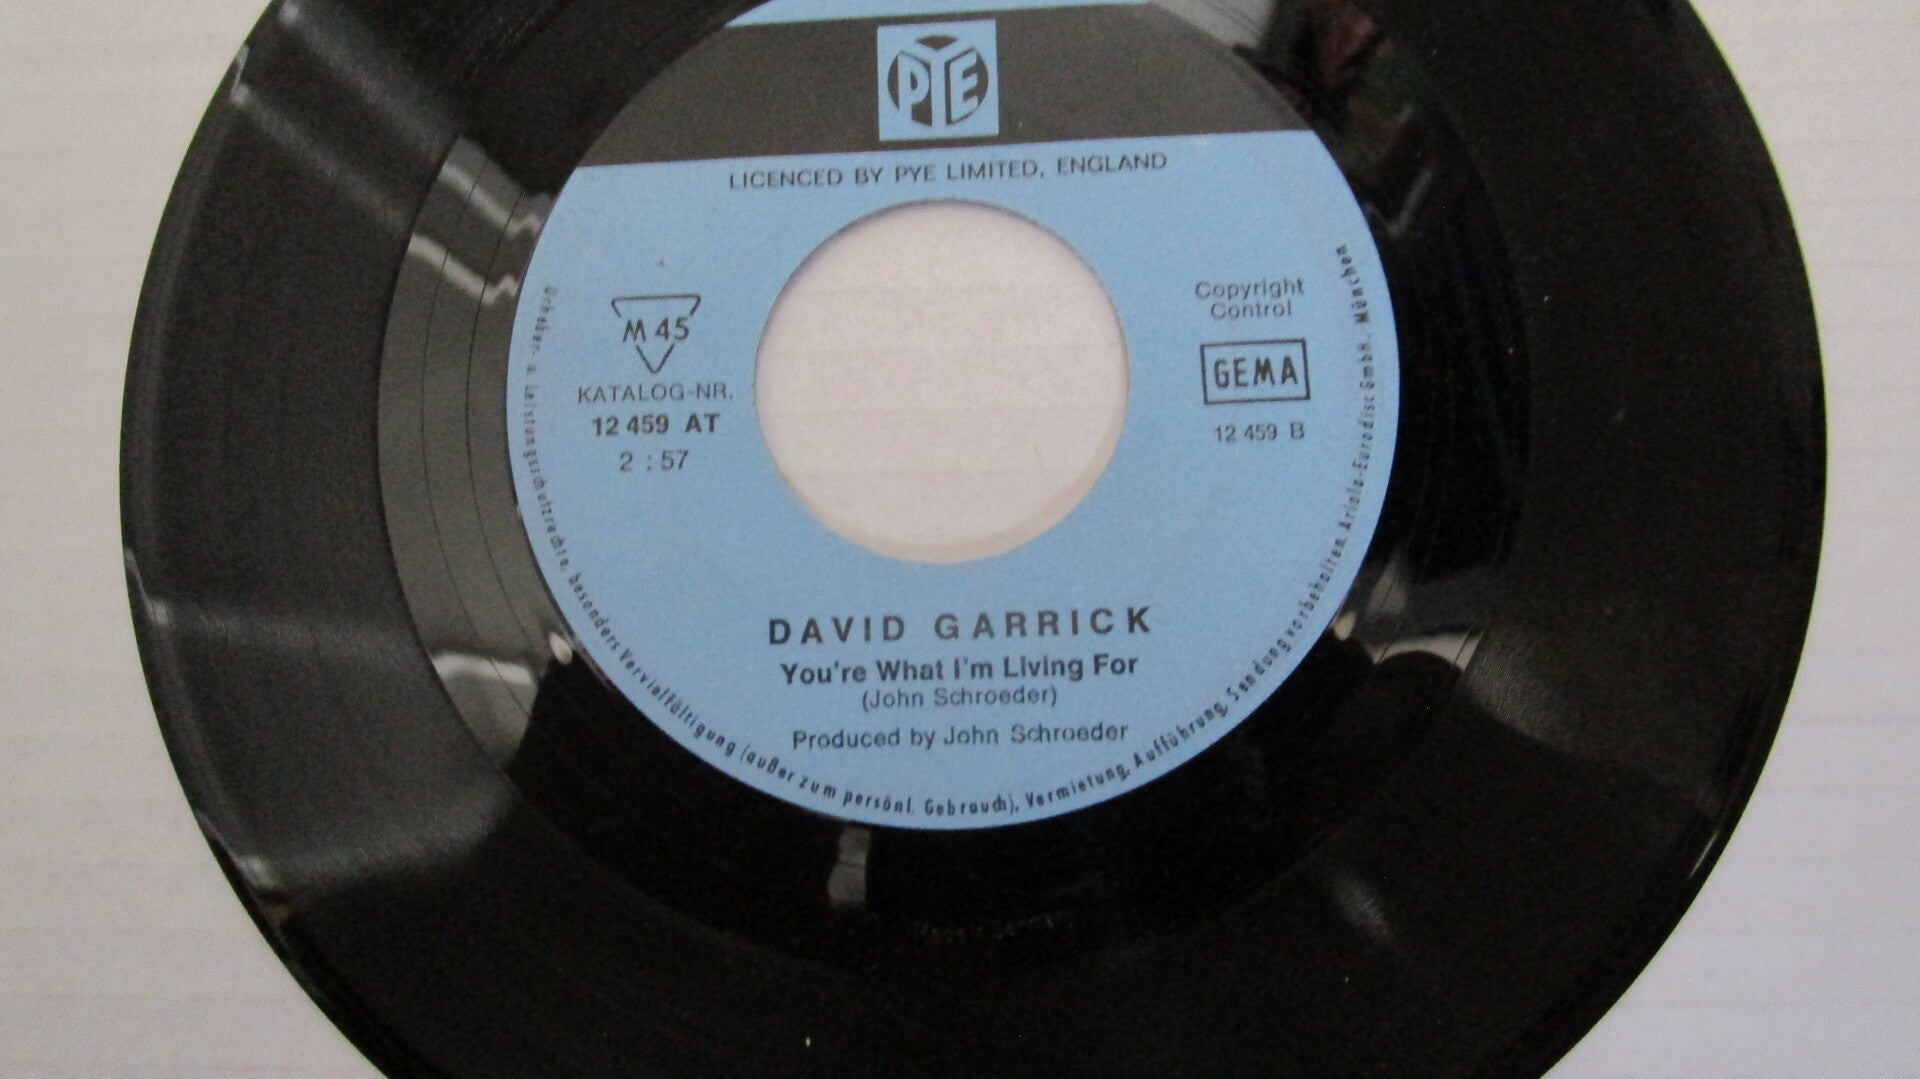 PYE
LICENCED BY PYE LIMITED, ENGLAND
M 45
KATALOG-NR.
12 459 AT
2 : 57
Copyright
Control
GEMA
12 459 B
DAVID GARRICK
You're What I'm Living For
(John Schroeder)
Produced by John Schroeder
Urheber- u. Leistungsschutzrechte, besonders Vervielfältigung (außer zum persönl. Gebrauch), Vermietung, Aufführung, Sendung vorbehalten. Ariola-Eurodisc GmbH., München